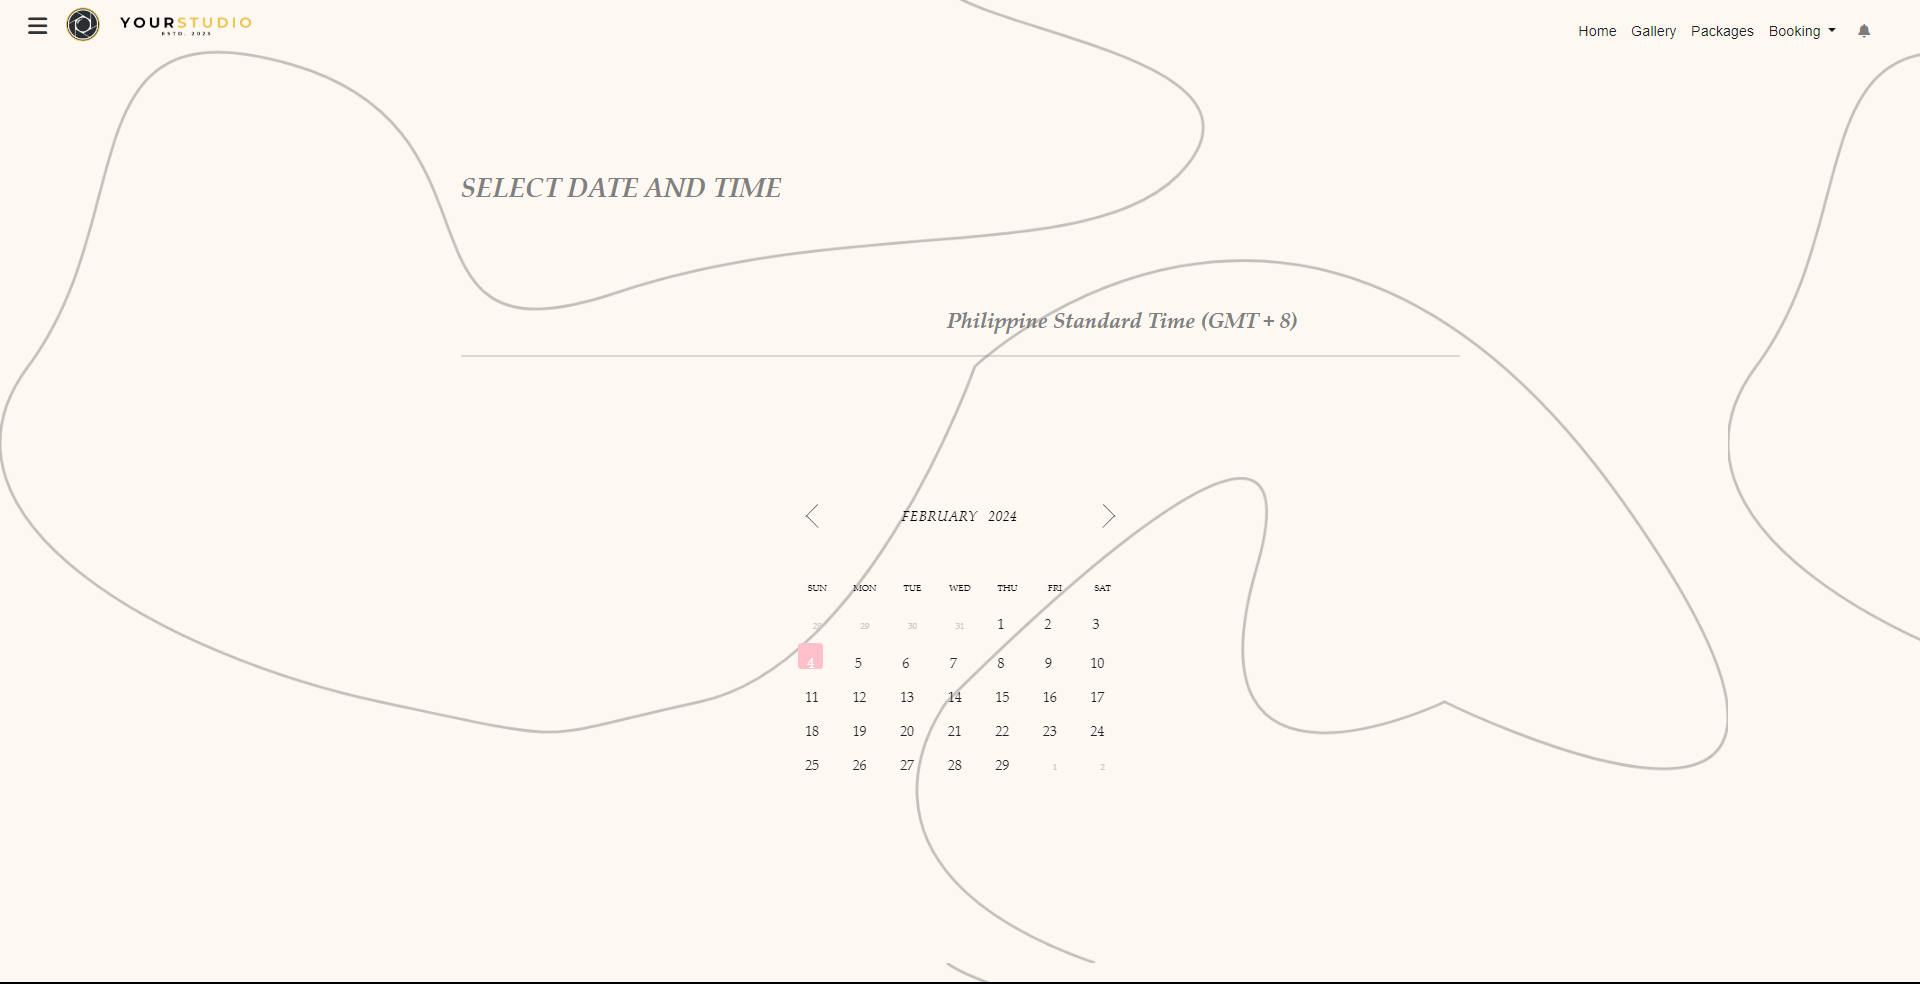 YOURSTUDIO
ESTD. 2023
Home Gallery Packages Booking
SELECT DATE AND TIME
Philippine Standard Time (GMT + 8)
FEBRUARY 2024
SUN MON TUE WED THU FRI SAT
28 29 30 31 1 2 3
4 5 6 7 8 9 10
11 12 13 14 15 16 17
18 19 20 21 22 23 24
25 26 27 28 29 1 2